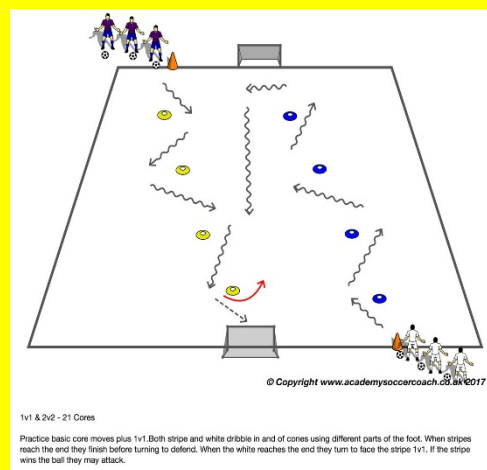 © Copyright www.academysoccercoach.co.uk 2017
1v1 & 2v2 - 21 Cores
Practice basic core moves plus 1v1.Both stripe and white dribble in and of cones using different parts of the foot. When stripes
reach the end they finish before turning to defend. When the white reaches the end they turn to face the stripe 1v1. If the stripe
wins the ball they may attack.